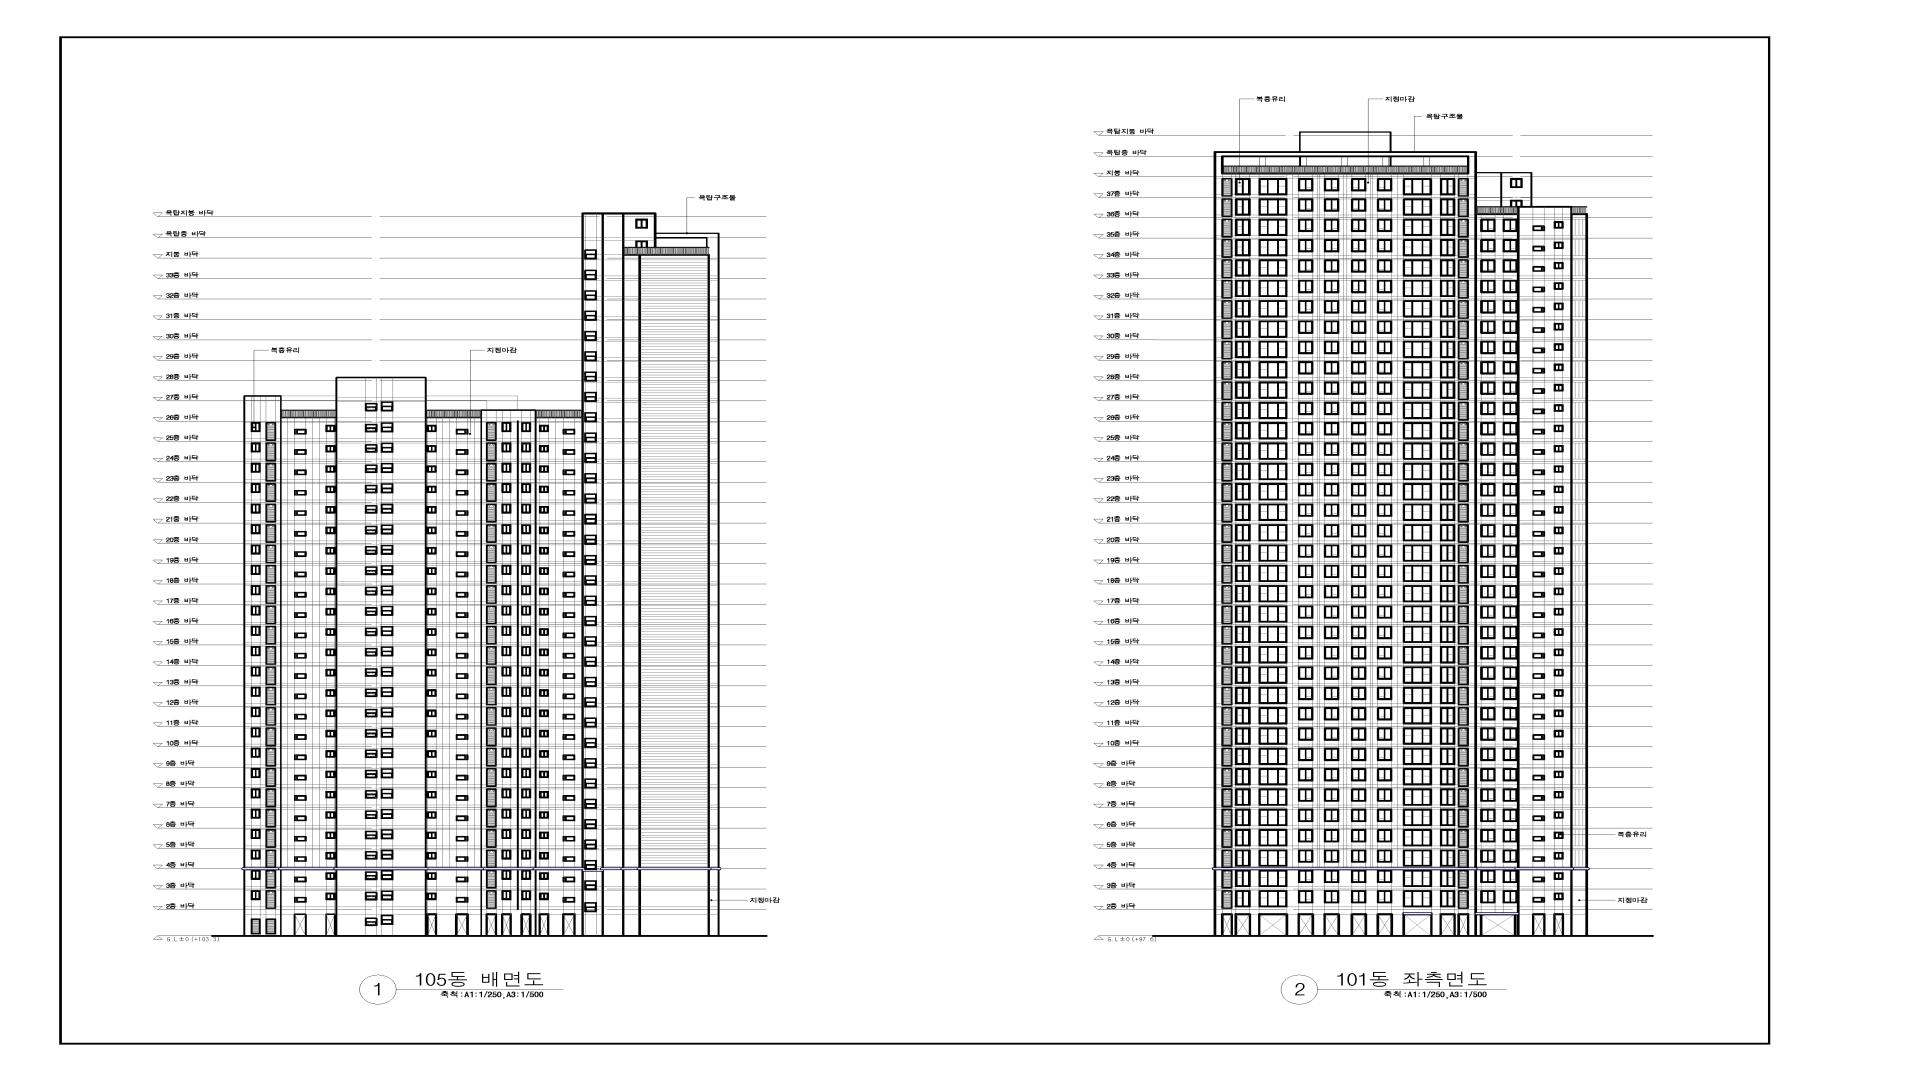 옥탑구조물
옥탑지붕 바닥
옥탑층 바닥
지붕 바닥
33층 바닥
32층 바닥
31층 바닥
30층 바닥
복층유리
지정마감
29층 바닥
28층 바닥
27층 바닥
26층 바닥
25층 바닥
24층 바닥
23층 바닥
22층 바닥
21층 바닥
20층 바닥
19층 바닥
18층 바닥
17층 바닥
16층 바닥
15층 바닥
14층 바닥
13층 바닥
12층 바닥
11층 바닥
10층 바닥
9층 바닥
8층 바닥
7층 바닥
6층 바닥
5층 바닥
4층 바닥
3층 바닥
지정마감
2층 바닥
G.L±0(+103.3)
1
105동 배면도
축척:A1:1/250,A3:1/500
복층유리
지정마감
옥탑구조물
옥탑지붕 바닥
옥탑층 바닥
지붕 바닥
37층 바닥
36층 바닥
35층 바닥
34층 바닥
33층 바닥
32층 바닥
31층 바닥
30층 바닥
29층 바닥
28층 바닥
27층 바닥
26층 바닥
25층 바닥
24층 바닥
23층 바닥
22층 바닥
21층 바닥
20층 바닥
19층 바닥
18층 바닥
17층 바닥
16층 바닥
15층 바닥
14층 바닥
13층 바닥
12층 바닥
11층 바닥
10층 바닥
9층 바닥
8층 바닥
7층 바닥
6층 바닥
복층유리
5층 바닥
4층 바닥
3층 바닥
지정마감
2층 바닥
G.L±0(+97.6)
2
101동 좌측면도
축척:A1:1/250,A3:1/500